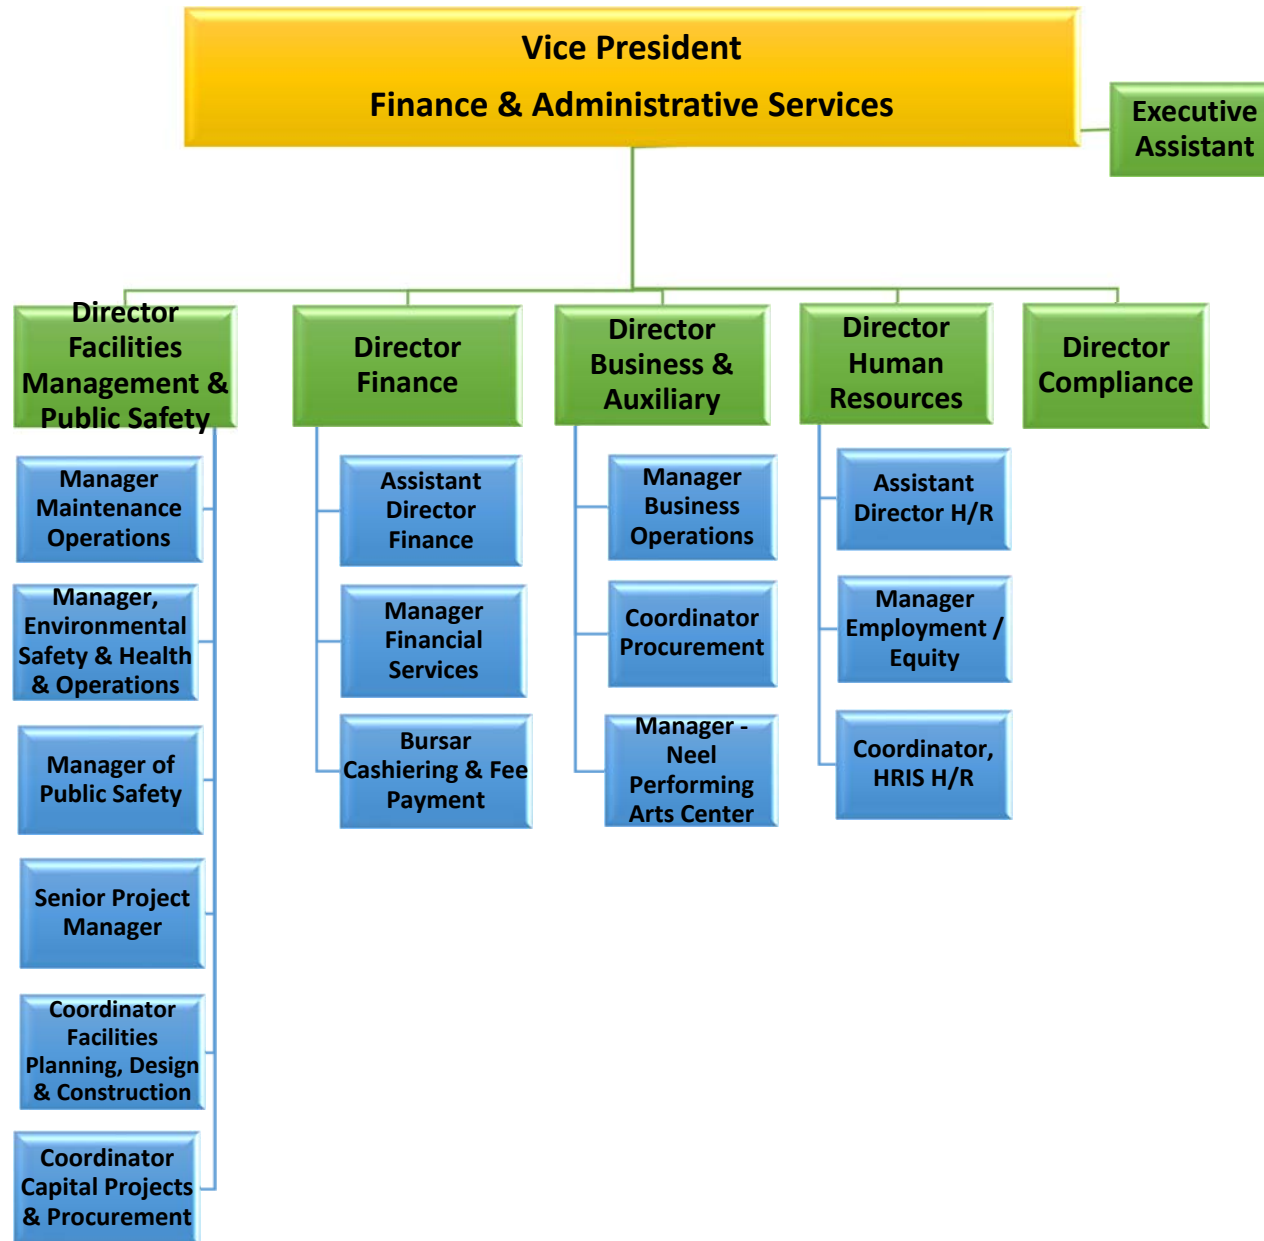 Vice President
Finance & Administrative Services
Executive
Assistant
Director
Facilities
Management &
Public Safety
Director
Finance
Director
Business &
Auxiliary
Director
Human
Resources
Director
Compliance
Manager
Maintenance
Operations
Manager,
Environmental
Safety & Health
& Operations
Manager of
Public Safety
Senior Project
Manager
Coordinator
Facilities
Planning, Design
& Construction
Coordinator
Capital Projects
& Procurement
Assistant
Director
Finance
Manager
Financial
Services
Bursar
Cashiering & Fee
Payment
Manager
Business
Operations
Coordinator
Procurement
Manager -
Neel
Performing
Arts Center
Assistant
Director H/R
Manager
Employment /
Equity
Coordinator,
HRIS H/R